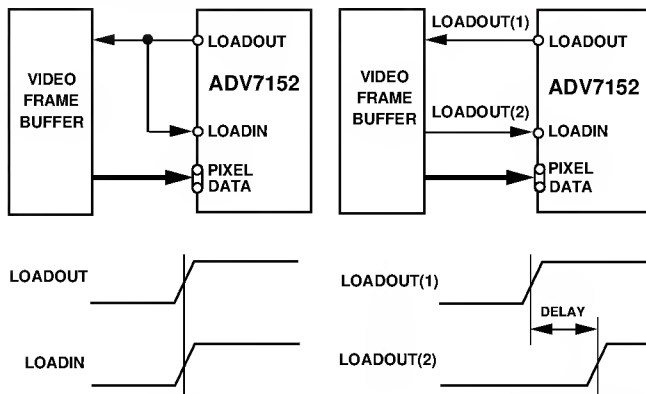 LOADOUT
ADV7152
VIDEO
FRAME
BUFFER
LOADIN
PIXEL
DATA
LOADOUT(1)
LOADOUT
ADV7152
VIDEO
FRAME
BUFFER
LOADOUT(2)
LOADIN
PIXEL
DATA
LOADOUT
LOADIN
LOADOUT(1)
DELAY
LOADOUT(2)